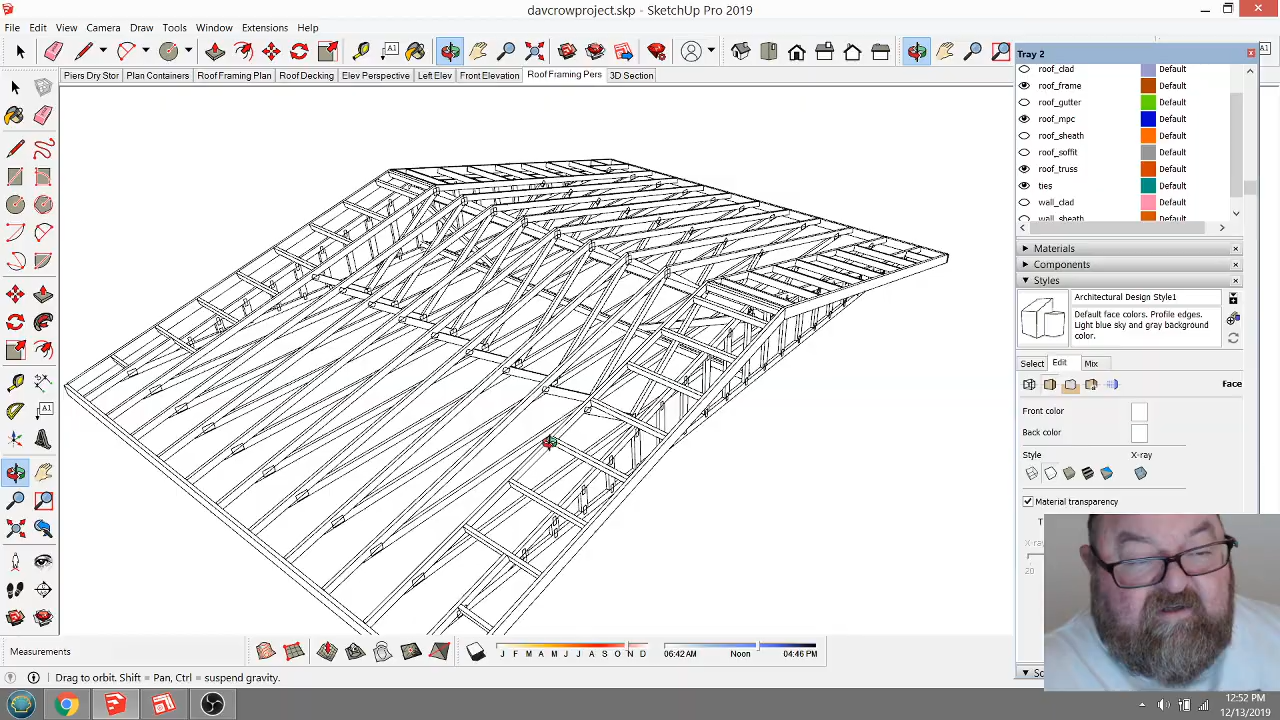 davcrowproject.skp - SketchUp Pro 2019
File Edit View Camera Draw Tools Window Extensions Help
Piers Dry Stor Plan Containers Roof Framing Plan Roof Decking Elev Perspective Left Elev Front Elevation Roof Framing Pers 3D Section
Tray 2
roof_clad Default
roof_frame Default
roof_gutter Default
roof_mpc Default
roof_sheath Default
roof_soffit Default
roof_truss Default
ties Default
wall_clad Default
wall_sheath Default
Materials
Components
Styles
Architectural Design Style1
Default face colors. Profile edges.
Light blue sky and gray background
color.
Select Edit Mix
Face
Front color
Back color
Style X-ray
Material transparency
X-ra
20
Measurements
J F M A M J J A S O N D
06:42 AM Noon 04:46 PM
Drag to orbit. Shift = Pan, Ctrl = suspend gravity.
12:52 PM
12/13/2019